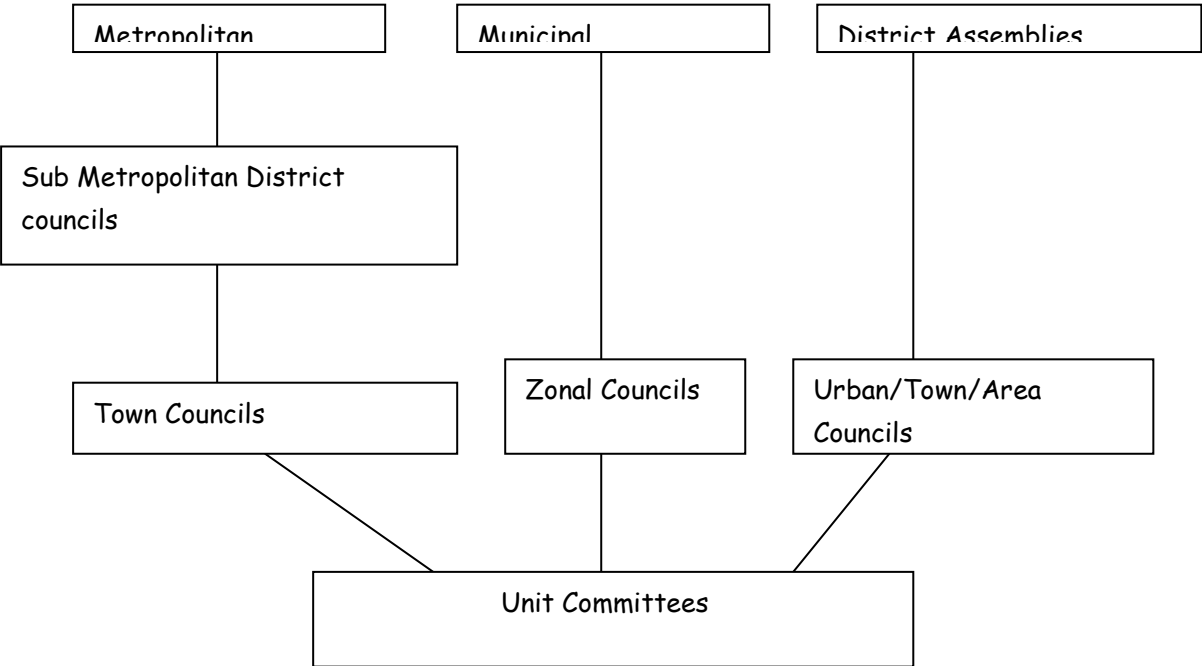 Metropolitan
Municipal
District Assemblies
Sub Metropolitan District
councils
Town Councils
Zonal Councils
Urban/Town/Area
Councils
Unit Committees